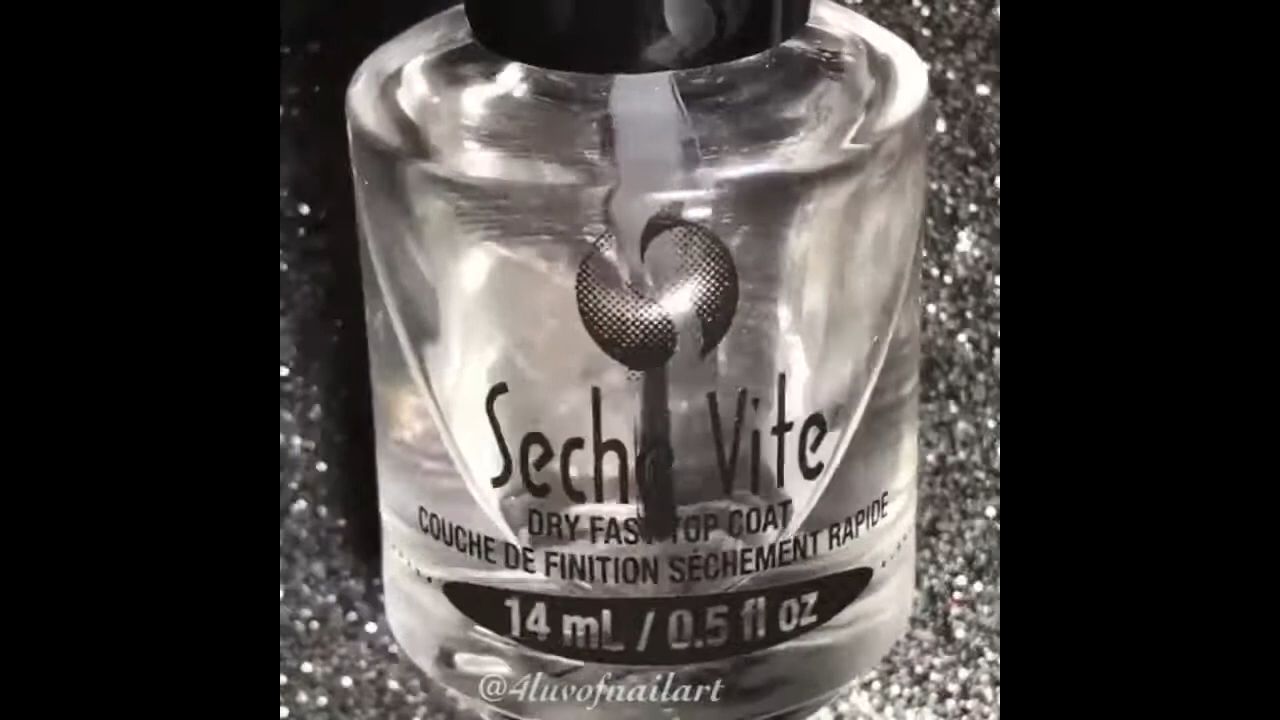 Seche Vite
DRY FAST TOP COAT
COUCHE DE FINITION SÉCHEMENT RAPIDE
14 mL / 0.5 fl oz
@4luvofnailart